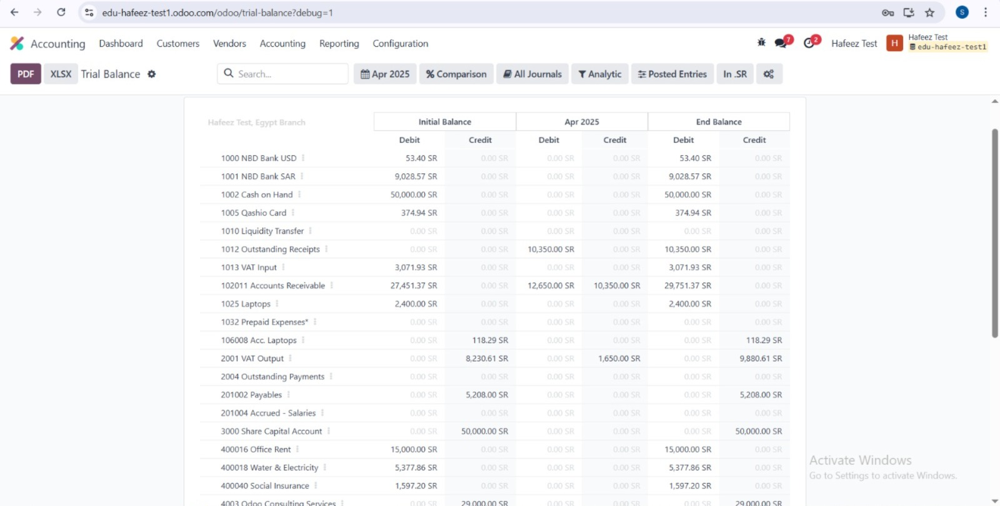 edu-hafeez-test1.odoo.com/odoo/trial-balance?debug=1
S
Accounting Dashboard Customers Vendors Accounting Reporting Configuration 7 2 Hafeez Test H Hafeez Test
edu-hafeez-test1
PDF XLSX Trial Balance Search... Apr 2025 % Comparison All Journals Analytic Posted Entries In .SR
Hafeez Test, Egypt Branch Initial Balance Apr 2025 End Balance
Debit Credit Debit Credit Debit Credit
1000 NBD Bank USD 53.40 SR 0.00 SR 0.00 SR 0.00 SR 53.40 SR 0.00 SR
1001 NBD Bank SAR 9,028.57 SR 0.00 SR 0.00 SR 0.00 SR 9,028.57 SR 0.00 SR
1002 Cash on Hand 50,000.00 SR 0.00 SR 0.00 SR 0.00 SR 50,000.00 SR 0.00 SR
1005 Qashio Card 374.94 SR 0.00 SR 0.00 SR 0.00 SR 374.94 SR 0.00 SR
1010 Liquidity Transfer 0.00 SR 0.00 SR 0.00 SR 0.00 SR 0.00 SR 0.00 SR
1012 Outstanding Receipts 0.00 SR 0.00 SR 10,350.00 SR 0.00 SR 10,350.00 SR 0.00 SR
1013 VAT Input 3,071.93 SR 0.00 SR 0.00 SR 0.00 SR 3,071.93 SR 0.00 SR
102011 Accounts Receivable 27,451.37 SR 0.00 SR 12,650.00 SR 10,350.00 SR 29,751.37 SR 0.00 SR
1025 Laptops 2,400.00 SR 0.00 SR 0.00 SR 0.00 SR 2,400.00 SR 0.00 SR
1032 Prepaid Expenses* 0.00 SR 0.00 SR 0.00 SR 0.00 SR 0.00 SR 0.00 SR
106008 Acc. Laptops 0.00 SR 118.29 SR 0.00 SR 0.00 SR 0.00 SR 118.29 SR
2001 VAT Output 0.00 SR 8,230.61 SR 0.00 SR 1,650.00 SR 0.00 SR 9,880.61 SR
2004 Outstanding Payments 0.00 SR 0.00 SR 0.00 SR 0.00 SR 0.00 SR 0.00 SR
201002 Payables 0.00 SR 5,208.00 SR 0.00 SR 0.00 SR 0.00 SR 5,208.00 SR
201004 Accrued - Salaries 0.00 SR 0.00 SR 0.00 SR 0.00 SR 0.00 SR 0.00 SR
3000 Share Capital Account 0.00 SR 50,000.00 SR 0.00 SR 0.00 SR 0.00 SR 50,000.00 SR
400016 Office Rent 15,000.00 SR 0.00 SR 0.00 SR 0.00 SR 15,000.00 SR 0.00 SR
400018 Water & Electricity 5,377.86 SR 0.00 SR 0.00 SR 0.00 SR 5,377.86 SR 0.00 SR
400040 Social Insurance 1,597.20 SR 0.00 SR 0.00 SR 0.00 SR 1,597.20 SR 0.00 SR
4003 Odoo Consulting Services 0.00 SR 29,000.00 SR 0.00 SR 0.00 SR 0.00 SR 29,000.00 SR
Activate Windows
Go to Settings to activate Windows.